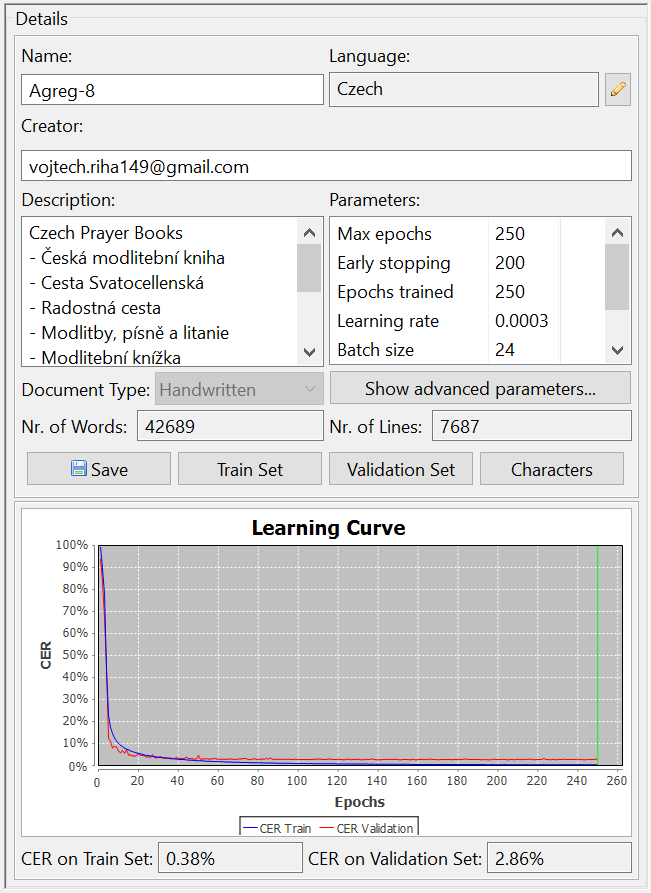 Details
Name:
Language:
Agreg-8
Czech
Creator:
vojtech.riha149@gmail.com
Description:
Parameters:
Czech Prayer Books
- Česká modlitební kniha
- Cesta Svatocellenská
- Radostná cesta
- Modlitby, písně a litanie
- Modlitební knížka
Max epochs 250
Early stopping 200
Epochs trained 250
Learning rate 0.0003
Batch size 24
Document Type: Handwritten
Show advanced parameters...
Nr. of Words: 42689
Nr. of Lines: 7687
Save
Train Set
Validation Set
Characters
Learning Curve
CER
100%
90%
80%
70%
60%
50%
40%
30%
20%
10%
0%
0 20 40 60 80 100 120 140 160 180 200 220 240 260
Epochs
CER Train CER Validation
CER on Train Set: 0.38%
CER on Validation Set: 2.86%